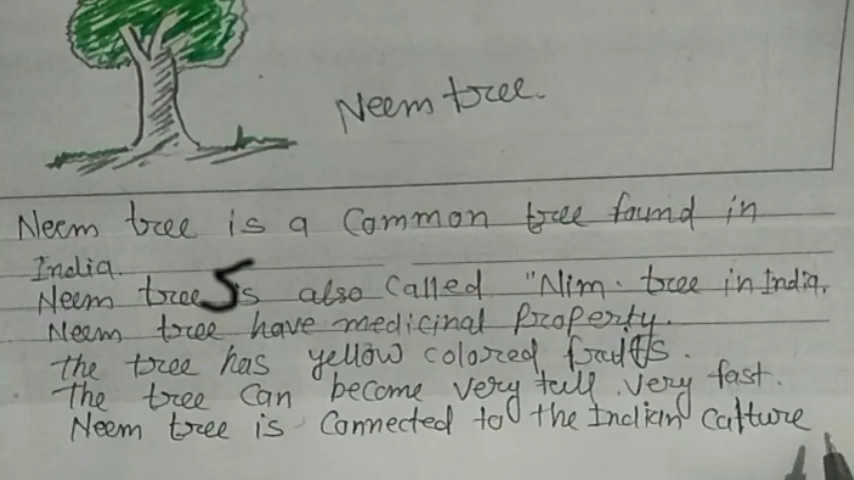 Neem tree.
Neem tree is a Common tree found in
India.
Neem tree is also called "Nim. tree in India.
Neem tree have medicinal Property.
the tree has yellow colored fruits.
The tree can become very tall very fast.
Neem tree is Connected to the Indian Culture